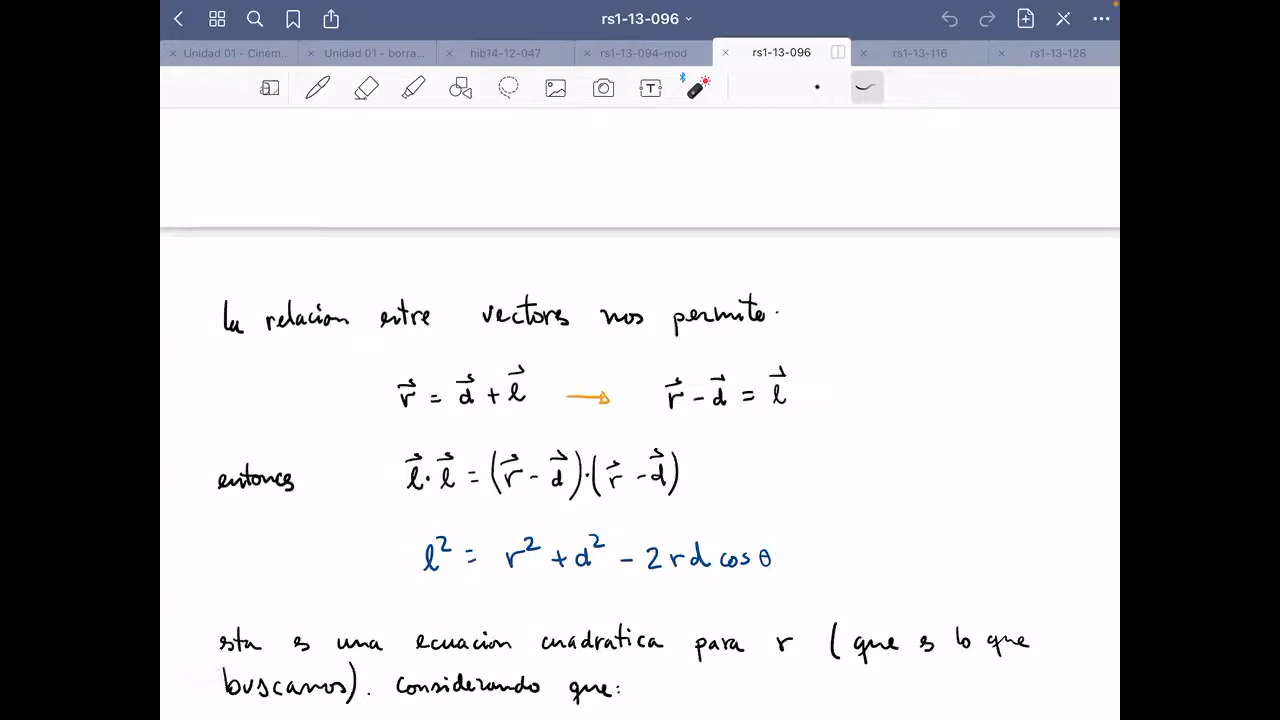 rs1-13-096
Unidad 01 - Cinem... Unidad 01 - borra... hib14-12-047 rs1-13-094-mod rs1-13-096 rs1-13-116 rs1-13-128
T
la relacion entre vectores nos permite.
r⃗ = d⃗ + l⃗ → r⃗ - d⃗ = l⃗
entonces l⃗ · l⃗ = (r⃗ - d⃗) · (r⃗ - d⃗)
l² = r² + d² - 2 r d cos θ
esta es una ecuacion cuadratica para r (que es lo que
buscamos). Considerando que: